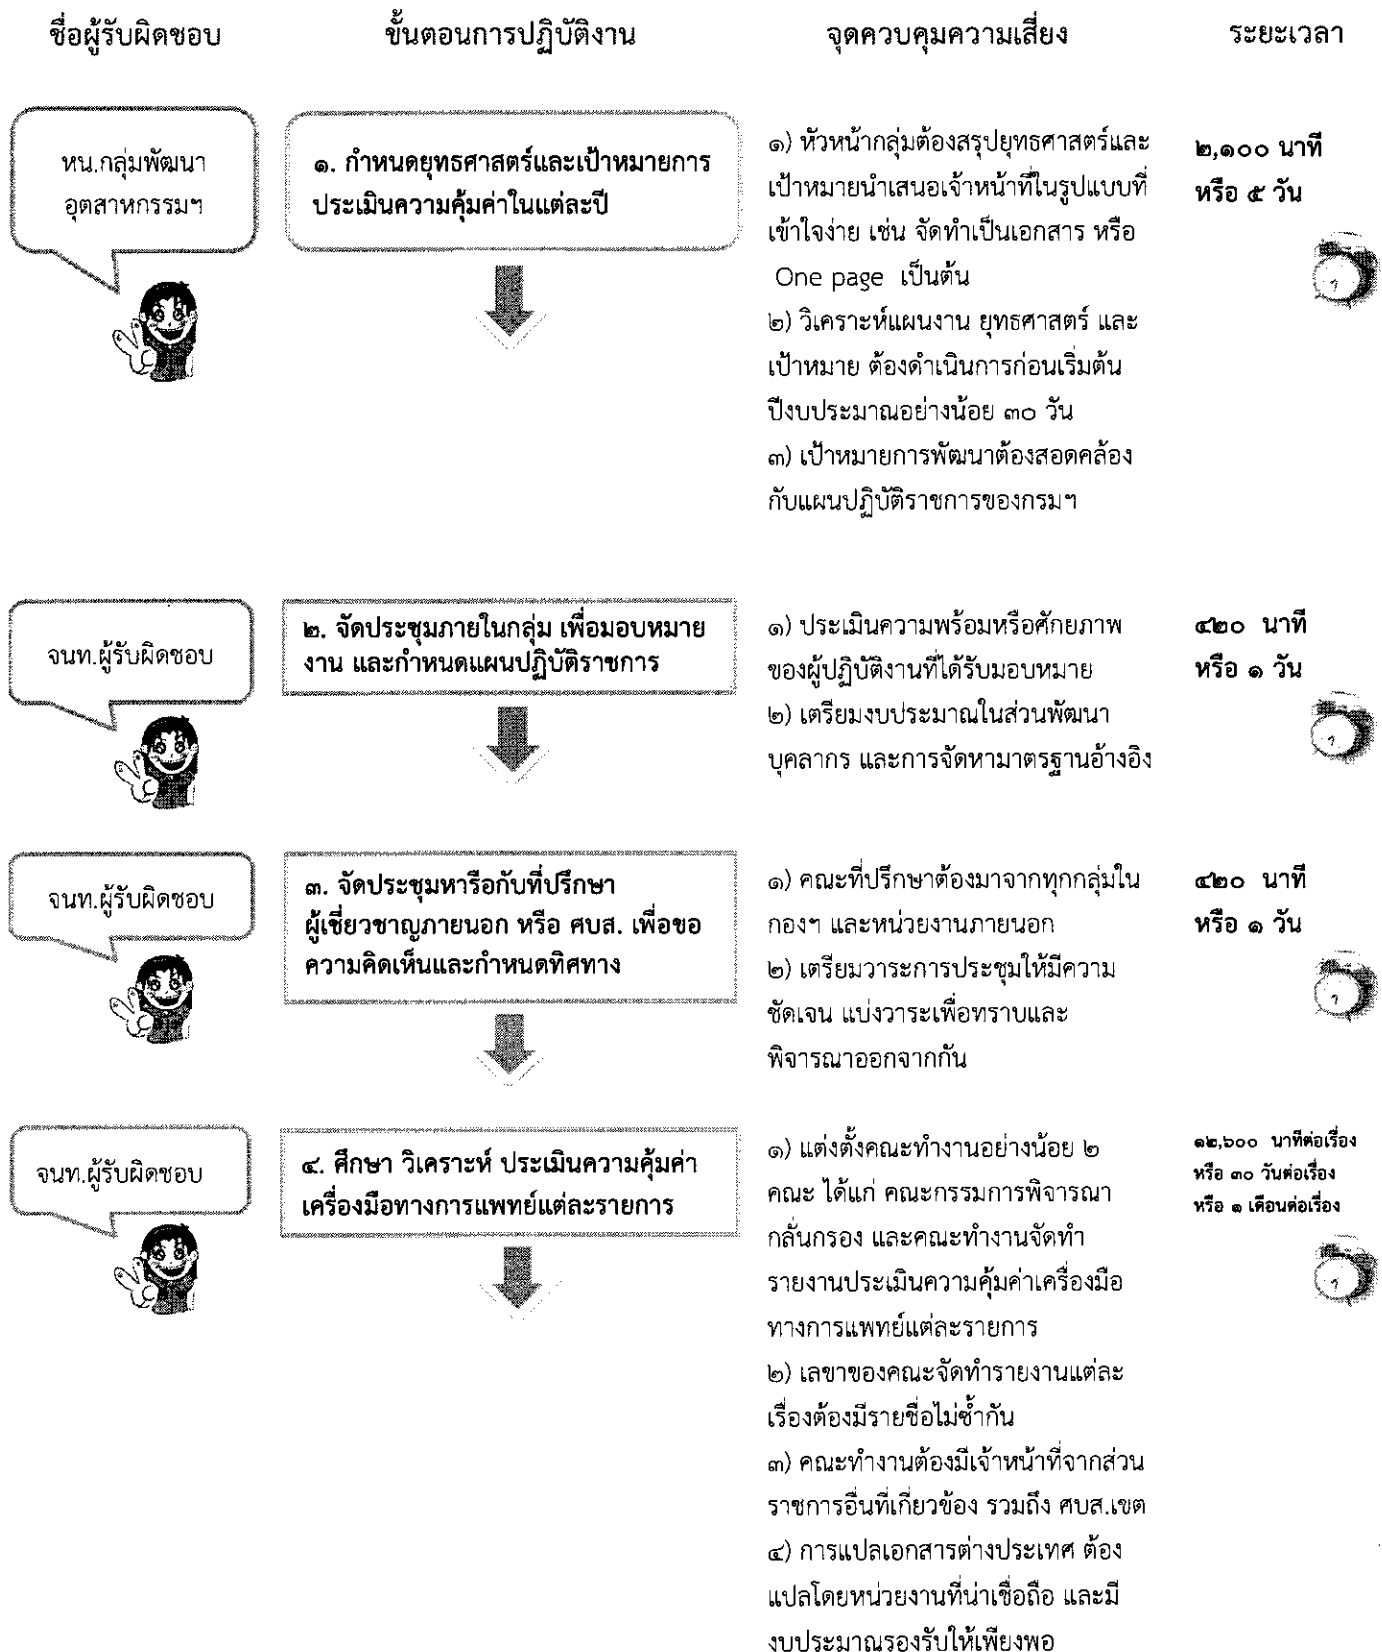 ชื่อผู้รับผิดชอบ
ขั้นตอนการปฏิบัติงาน
จุดควบคุมความเสี่ยง
ระยะเวลา
หน.กลุ่มพัฒนา
อุตสาหกรรมฯ
๑. กำหนดยุทธศาสตร์และเป้าหมายการ
ประเมินความคุ้มค่าในแต่ละปี
๑) หัวหน้ากลุ่มต้องสรุปยุทธศาสตร์และ
เป้าหมายนำเสนอเจ้าหน้าที่ในรูปแบบที่
เข้าใจง่าย เช่น จัดทำเป็นเอกสาร หรือ
One page เป็นต้น
๒) วิเคราะห์แผนงาน ยุทธศาสตร์ และ
เป้าหมาย ต้องดำเนินการก่อนเริ่มต้น
ปีงบประมาณอย่างน้อย ๓๐ วัน
๓) เป้าหมายการพัฒนาต้องสอดคล้อง
กับแผนปฏิบัติราชการของกรมฯ
๒,๑๐๐ นาที
หรือ ๕ วัน
จนท.ผู้รับผิดชอบ
๒. จัดประชุมภายในกลุ่ม เพื่อมอบหมาย
งาน และกำหนดแผนปฏิบัติราชการ
๑) ประเมินความพร้อมหรือศักยภาพ
ของผู้ปฏิบัติงานที่ได้รับมอบหมาย
๒) เตรียมงบประมาณในส่วนพัฒนา
บุคลากร และการจัดหามาตรฐานอ้างอิง
๔๒๐ นาที
หรือ ๑ วัน
จนท.ผู้รับผิดชอบ
๓. จัดประชุมหารือกับที่ปรึกษา
ผู้เชี่ยวชาญภายนอก หรือ ศบส. เพื่อขอ
ความคิดเห็นและกำหนดทิศทาง
๑) คณะที่ปรึกษาต้องมาจากทุกกลุ่มใน
กองฯ และหน่วยงานภายนอก
๒) เตรียมวาระการประชุมให้มีความ
ชัดเจน แบ่งวาระเพื่อทราบและ
พิจารณาออกจากกัน
๔๒๐ นาที
หรือ ๑ วัน
จนท.ผู้รับผิดชอบ
๔. ศึกษา วิเคราะห์ ประเมินความคุ้มค่า
เครื่องมือทางการแพทย์แต่ละรายการ
๑) แต่งตั้งคณะทำงานอย่างน้อย ๒
คณะ ได้แก่ คณะกรรมการพิจารณา
กลั่นกรอง และคณะทำงานจัดทำ
รายงานประเมินความคุ้มค่าเครื่องมือ
ทางการแพทย์แต่ละรายการ
๒) เลขาของคณะจัดทำรายงานแต่ละ
เรื่องต้องมีรายชื่อไม่ซ้ำกัน
๓) คณะทำงานต้องมีเจ้าหน้าที่จากส่วน
ราชการอื่นที่เกี่ยวข้อง รวมถึง ศบส.เขต
๔) การแปลเอกสารต่างประเทศ ต้อง
แปลโดยหน่วยงานที่น่าเชื่อถือ และมี
งบประมาณรองรับให้เพียงพอ
๑๒,๖๐๐ นาทีต่อเรื่อง
หรือ ๓๐ วันต่อเรื่อง
หรือ ๑ เดือนต่อเรื่อง